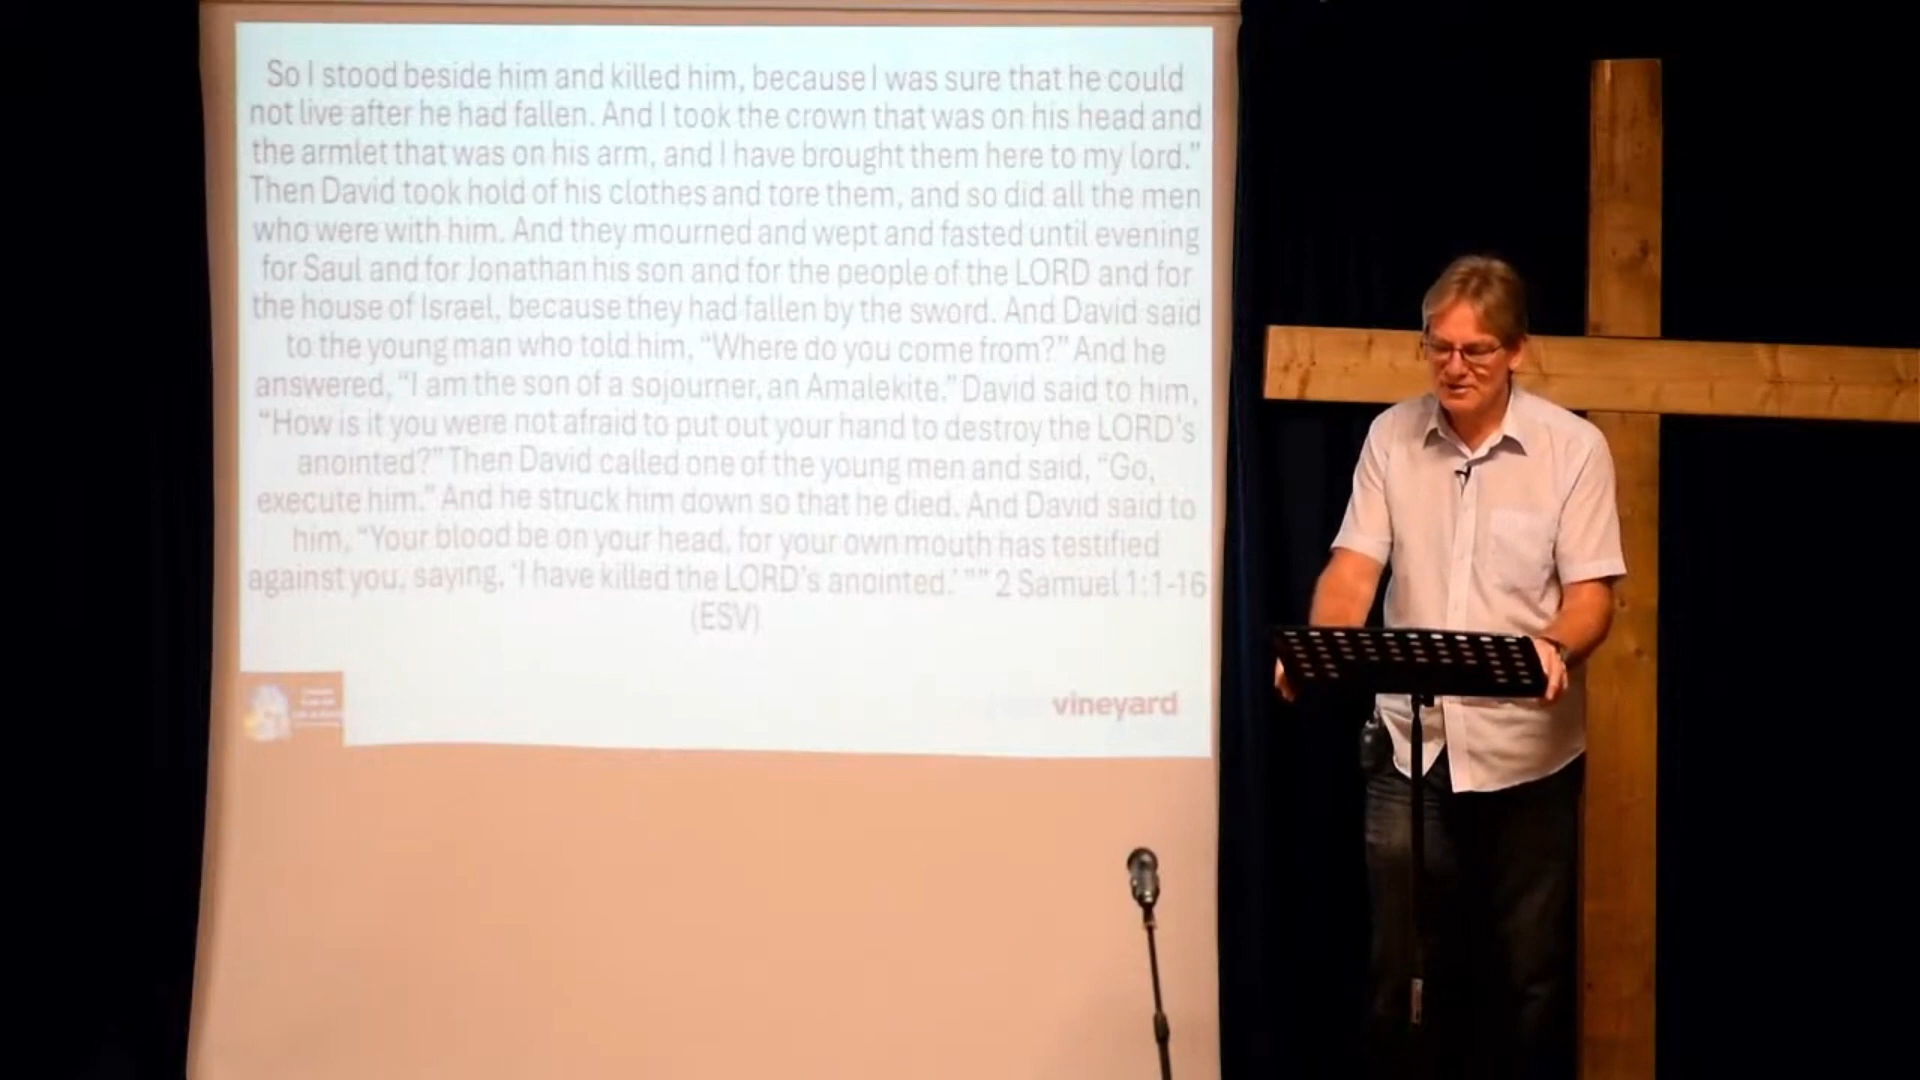 So I stood beside him and killed him, because I was sure that he could
not live after he had fallen. And I took the crown that was on his head and
the armlet that was on his arm, and I have brought them here to my lord.”
Then David took hold of his clothes and tore them, and so did all the men
who were with him. And they mourned and wept and fasted until evening
for Saul and for Jonathan his son and for the people of the LORD and for
the house of Israel, because they had fallen by the sword. And David said
to the young man who told him, “Where do you come from?” And he
answered, “I am the son of a sojourner, an Amalekite.” David said to him,
“How is it you were not afraid to put out your hand to destroy the LORD’s
anointed?” Then David called one of the young men and said, “Go,
execute him.” And he struck him down so that he died. And David said to
him, “Your blood be on your head, for your own mouth has testified
against you, saying, ‘I have killed the LORD’s anointed.’ ”” 2 Samuel 1:1-16
(ESV)
vineyard